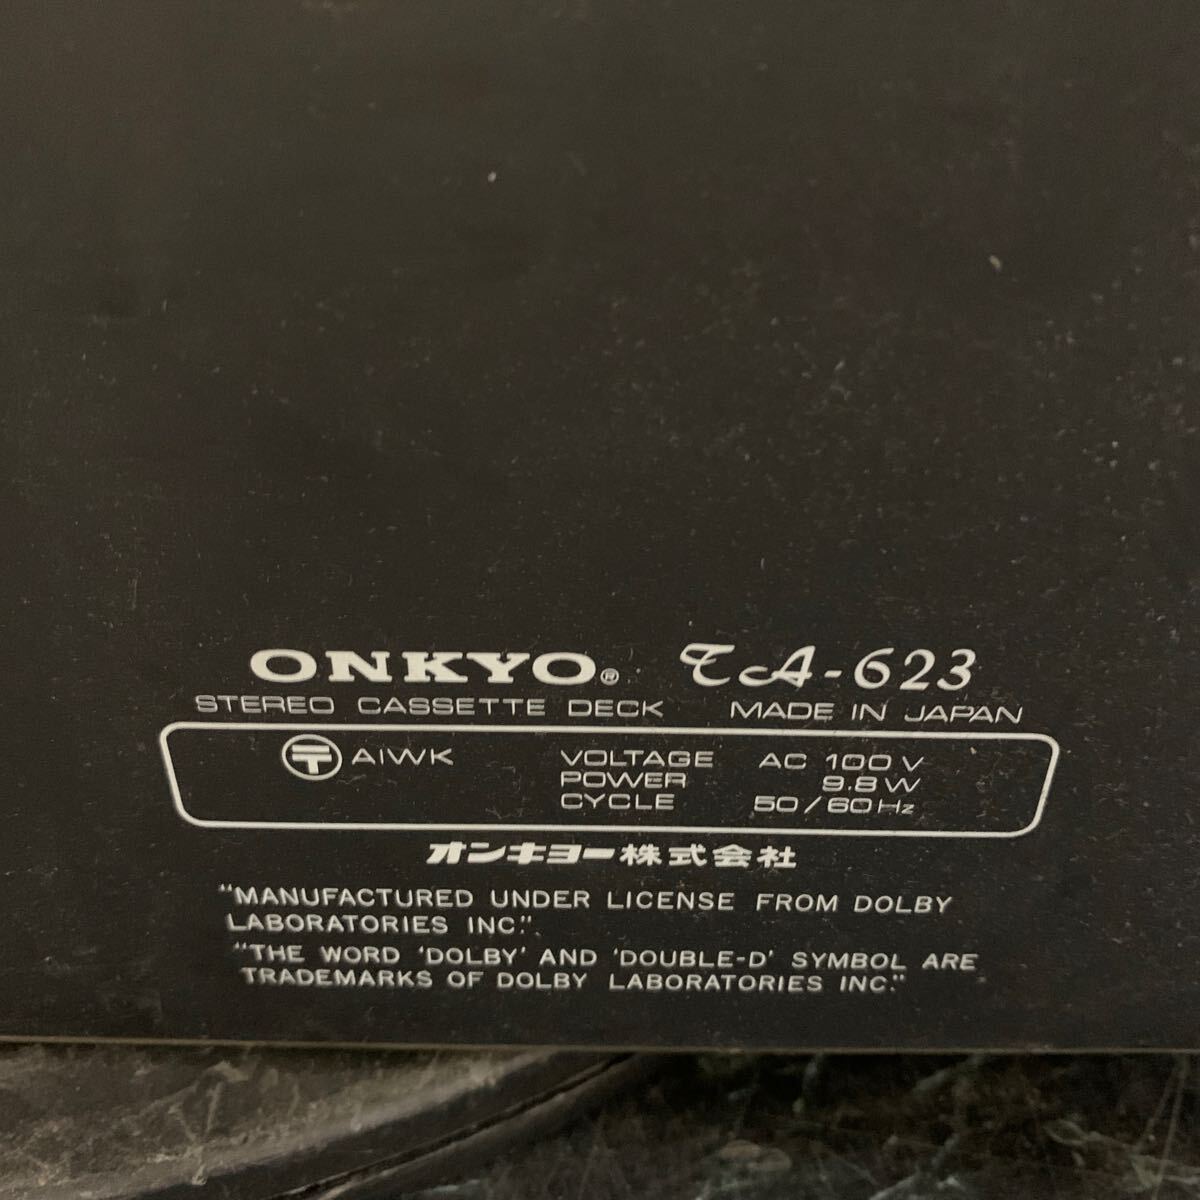 ONKYO® TA-623
STEREO CASSETTE DECK MADE IN JAPAN
〒 AIWK VOLTAGE AC 100 V
POWER 9.8 W
CYCLE 50/60 Hz
オンキヨー株式会社
"MANUFACTURED UNDER LICENSE FROM DOLBY
LABORATORIES INC.".
"THE WORD 'DOLBY' AND 'DOUBLE-D' SYMBOL ARE
TRADEMARKS OF DOLBY LABORATORIES INC."